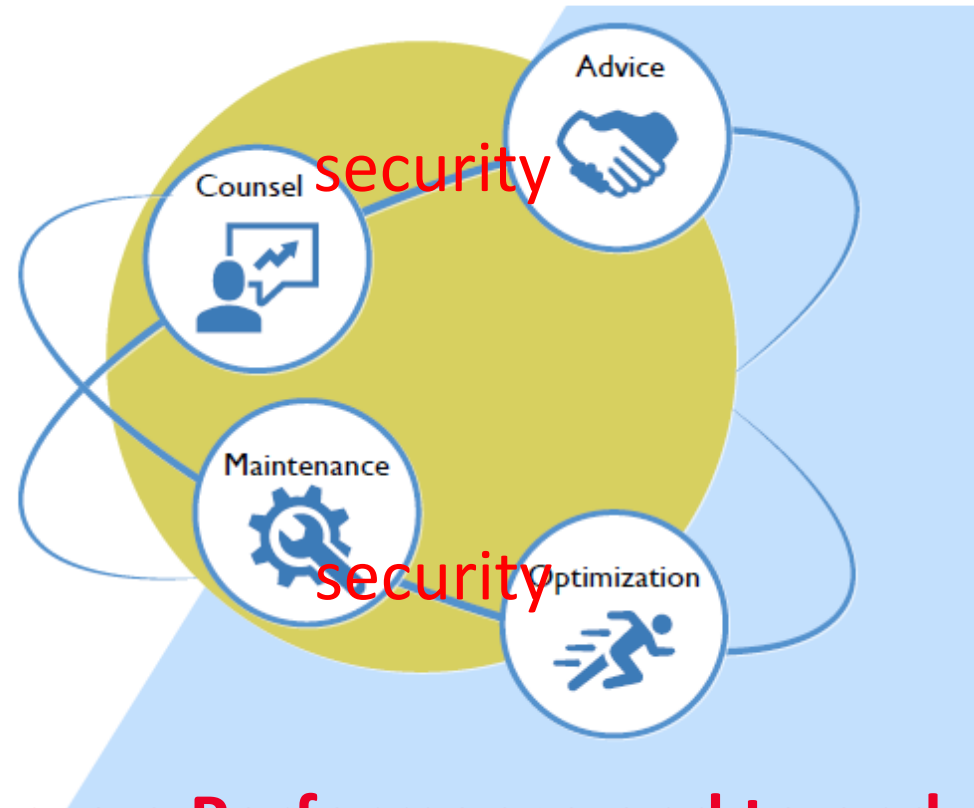 Advice
security
Counsel
Maintenance
security
Optimization